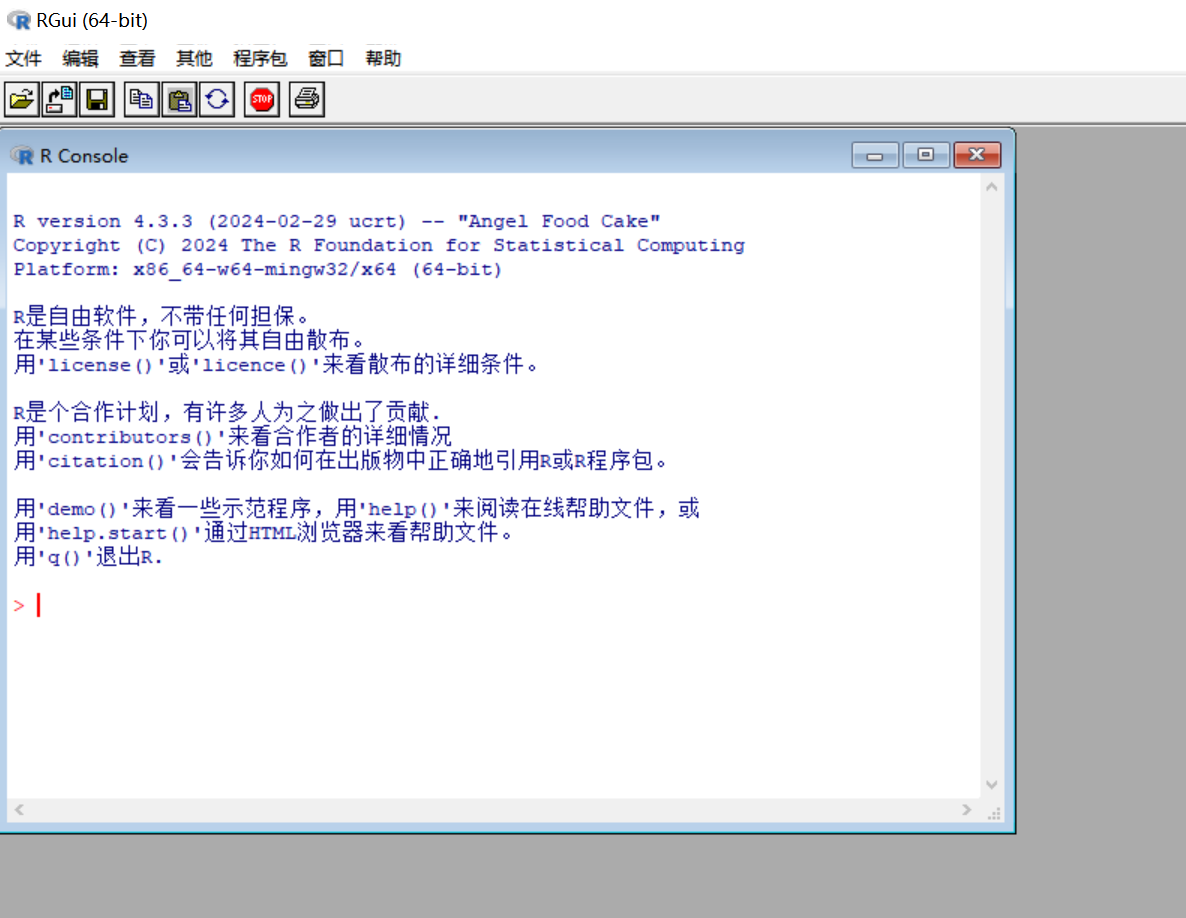 RGui (64-bit)
文件 编辑 查看 其他 程序包 窗口 帮助
STOP
R Console
R version 4.3.3 (2024-02-29 ucrt) -- "Angel Food Cake"
Copyright (C) 2024 The R Foundation for Statistical Computing
Platform: x86_64-w64-mingw32/x64 (64-bit)
R是自由软件，不带任何担保。
在某些条件下你可以将其自由散布。
用'license()'或'licence()'来看散布的详细条件。
R是个合作计划，有许多人为之做出了贡献.
用'contributors()'来看合作者的详细情况
用'citation()'会告诉你如何在出版物中正确地引用R或R程序包。
用'demo()'来看一些示范程序，用'help()'来阅读在线帮助文件，或
用'help.start()'通过HTML浏览器来看帮助文件。
用'q()'退出R.
>